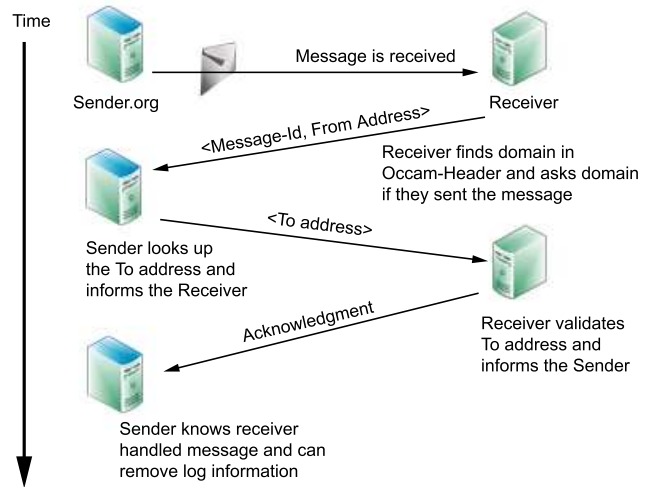 Time
Message is received
Sender.org
Receiver
<Message-Id, From Address>
Receiver finds domain in
Occam-Header and asks domain
if they sent the message
<To address>
Sender looks up
the To address and
informs the Receiver
Acknowledgment
Receiver validates
To address and
informs the Sender
Sender knows receiver
handled message and can
remove log information